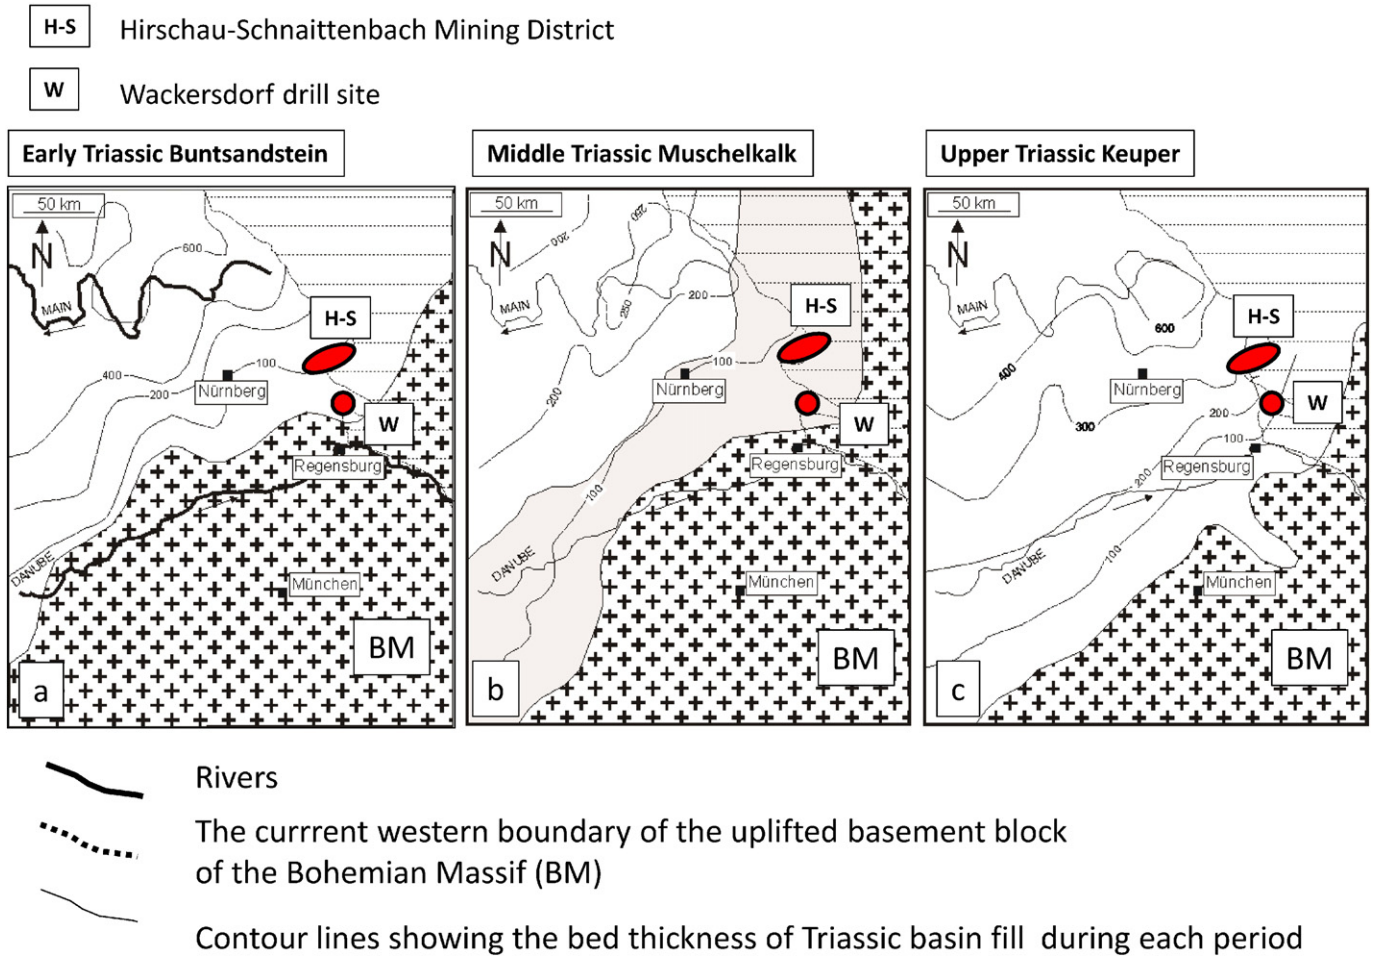 H-S Hirschau-Schnaittenbach Mining District
W Wackersdorf drill site
Early Triassic Buntsandstein
50 km
N
MAIN
600
H-S
400
200
100
Nürnberg
W
Regensburg
DANUBE
München
BM
a
Middle Triassic Muschelkalk
50 km
N
MAIN
200
250
250
200
H-S
100
200
Nürnberg
W
Regensburg
100
DANUBE
München
BM
b
Upper Triassic Keuper
50 km
N
MAIN
600
H-S
400
Nürnberg
W
200
300
100
Regensburg
200
DANUBE
100
München
BM
c
Rivers
The currrent western boundary of the uplifted basement block
of the Bohemian Massif (BM)
Contour lines showing the bed thickness of Triassic basin fill during each period